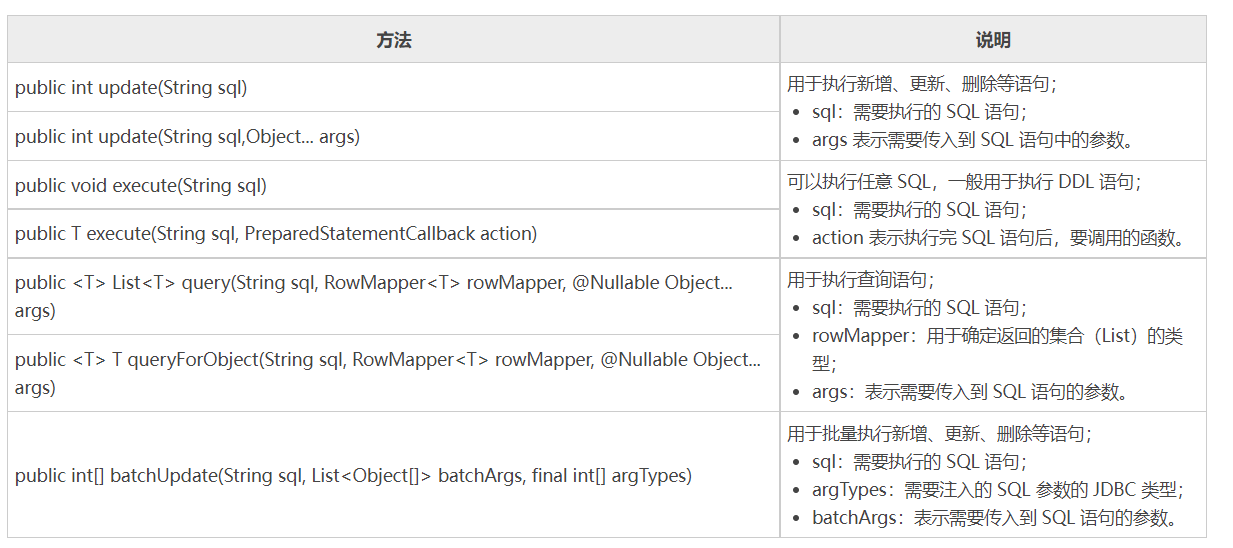 方法
说明
public int update(String sql)
public int update(String sql,Object... args)
用于执行新增、更新、删除等语句；
sql：需要执行的 SQL 语句；
args 表示需要传入到 SQL 语句中的参数。
public void execute(String sql)
public T execute(String sql, PreparedStatementCallback action)
可以执行任意 SQL，一般用于执行 DDL 语句；
sql：需要执行的 SQL 语句；
action 表示执行完 SQL 语句后，要调用的函数。
public <T> List<T> query(String sql, RowMapper<T> rowMapper, @Nullable Object...
args)
public <T> T queryForObject(String sql, RowMapper<T> rowMapper, @Nullable Object...
args)
用于执行查询语句；
sql：需要执行的 SQL 语句；
rowMapper：用于确定返回的集合（List）的类
型；
args：表示需要传入到 SQL 语句的参数。
public int[] batchUpdate(String sql, List<Object[]> batchArgs, final int[] argTypes)
用于批量执行新增、更新、删除等语句；
sql：需要执行的 SQL 语句；
argTypes：需要注入的 SQL 参数的 JDBC 类型；
batchArgs：表示需要传入到 SQL 语句的参数。